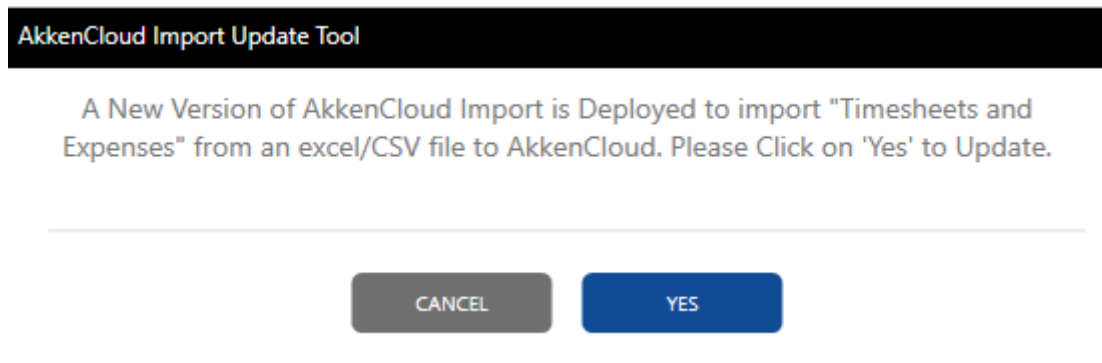 AkkenCloud Import Update Tool
A New Version of AkkenCloud Import is Deployed to import "Timesheets and
Expenses" from an excel/CSV file to AkkenCloud. Please Click on 'Yes' to Update.
CANCEL
YES